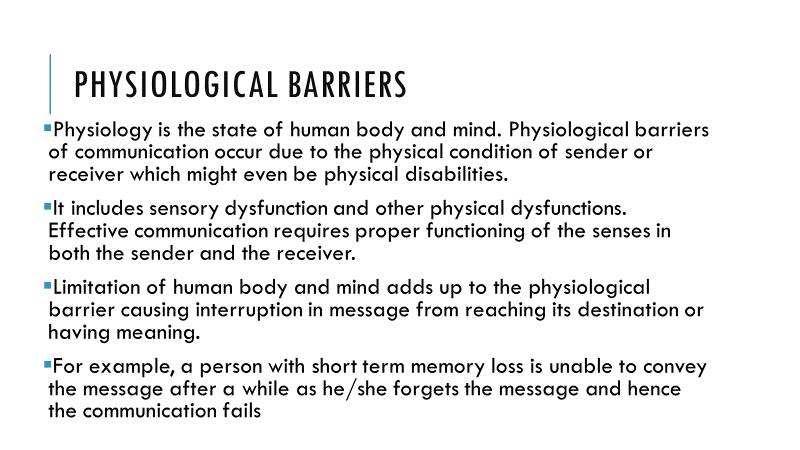 PHYSIOLOGICAL BARRIERS
▪Physiology is the state of human body and mind. Physiological barriers
of communication occur due to the physical condition of sender or
receiver which might even be physical disabilities.
▪It includes sensory dysfunction and other physical dysfunctions.
Effective communication requires proper functioning of the senses in
both the sender and the receiver.
▪Limitation of human body and mind adds up to the physiological
barrier causing interruption in message from reaching its destination or
having meaning.
▪For example, a person with short term memory loss is unable to convey
the message after a while as he/she forgets the message and hence
the communication fails